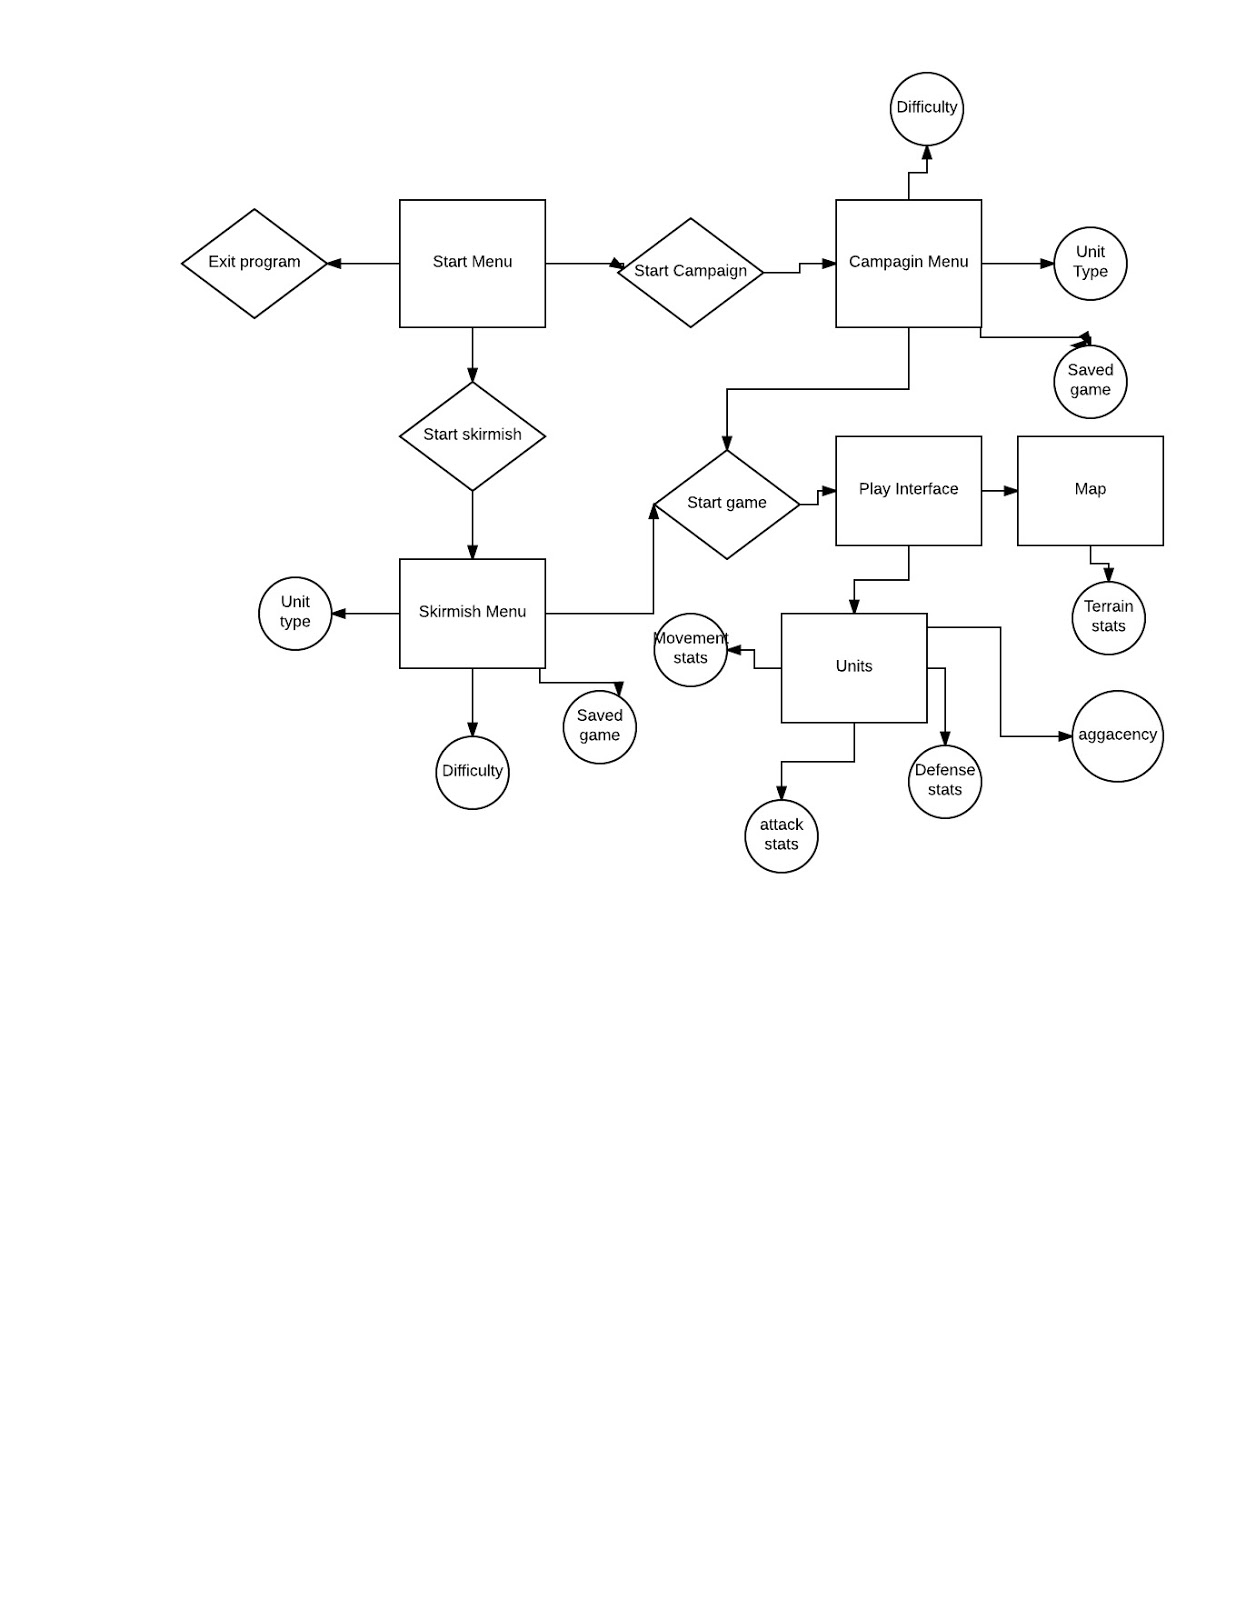 Difficulty
Exit program
Start Menu
Start Campaign
Campagin Menu
Unit
Type
Saved
game
Start skirmish
Start game
Play Interface
Map
Unit
type
Skirmish Menu
Movement
stats
Units
Terrain
stats
Saved
game
Difficulty
aggacency
Defense
stats
attack
stats